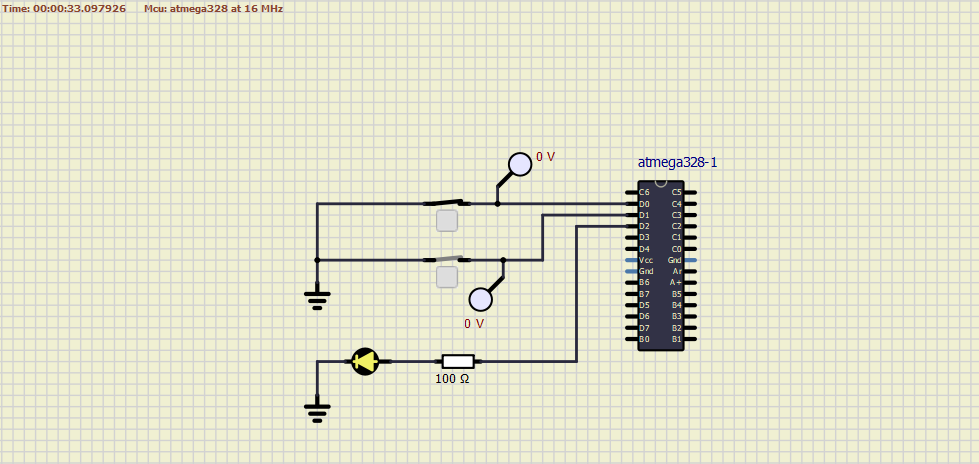 Time: 00:00:33.097926 Mcu: atmega328 at 16 MHz
0 V
atmega328-1
C6 C5
D0 C4
D1 C3
D2 C2
D3 C1
D4 C0
Vcc Gnd
Gnd Ar
B6 A+
B7 B5
D5 B4
D6 B3
D7 B2
B0 B1
0 V
100 Ω